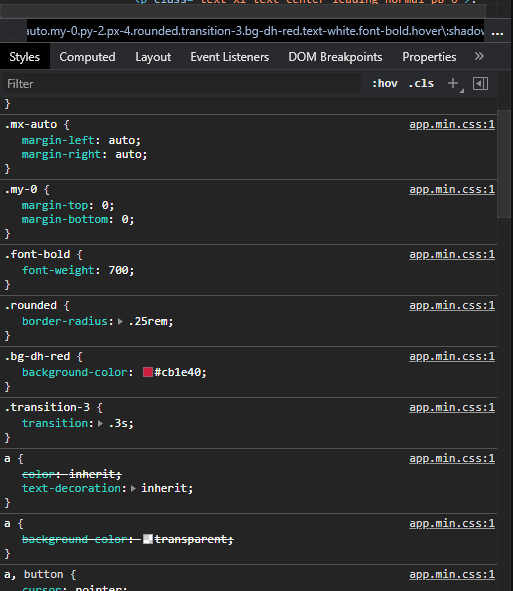 auto.my-0.py-2.px-4.rounded.transition-3.bg-dh-red.text-white.font-bold.hover\:shadow ...
Styles Computed Layout Event Listeners DOM Breakpoints Properties »
Filter :hov .cls +
}
.mx-auto { app.min.css:1
margin-left: auto;
margin-right: auto;
}
.my-0 { app.min.css:1
margin-top: 0;
margin-bottom: 0;
}
.font-bold { app.min.css:1
font-weight: 700;
}
.rounded { app.min.css:1
border-radius: .25rem;
}
.bg-dh-red { app.min.css:1
background-color: #cb1e40;
}
.transition-3 { app.min.css:1
transition: .3s;
}
a { app.min.css:1
color: inherit;
text-decoration: inherit;
}
a { app.min.css:1
background-color: transparent;
}
a, button { app.min.css:1
cursor: pointer;